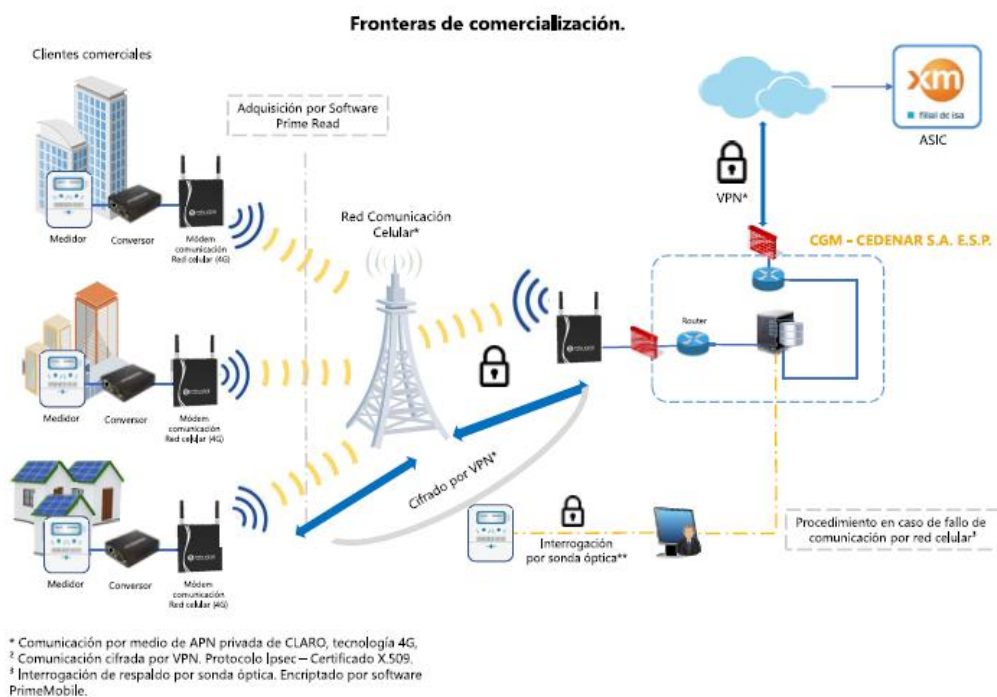 Fronteras de comercialización.
Clientes comerciales
Adquisición por Software
Prime Read
xm
filial de isa
ASIC
VPN*
Red Comunicación
Celular*
CGM - CEDENAR S.A. E.S.P.
Medidor
Conversor
Módem
comunicación
Red celular (4G)
Router
Medidor
Conversor
Módem
comunicación
Red celular (4G)
Cifrado por VPN*
Interrogación
por sonda óptica**
Procedimiento en caso de fallo de
comunicación por red celular³
Medidor
Conversor
Módem
comunicación
Red celular (4G)
* Comunicación por medio de APN privada de CLARO, tecnología 4G,
² Comunicación cifrada por VPN. Protocolo Ipsec — Certificado X.509.
³ Interrogación de respaldo por sonda óptica. Encriptado por software
PrimeMobile.